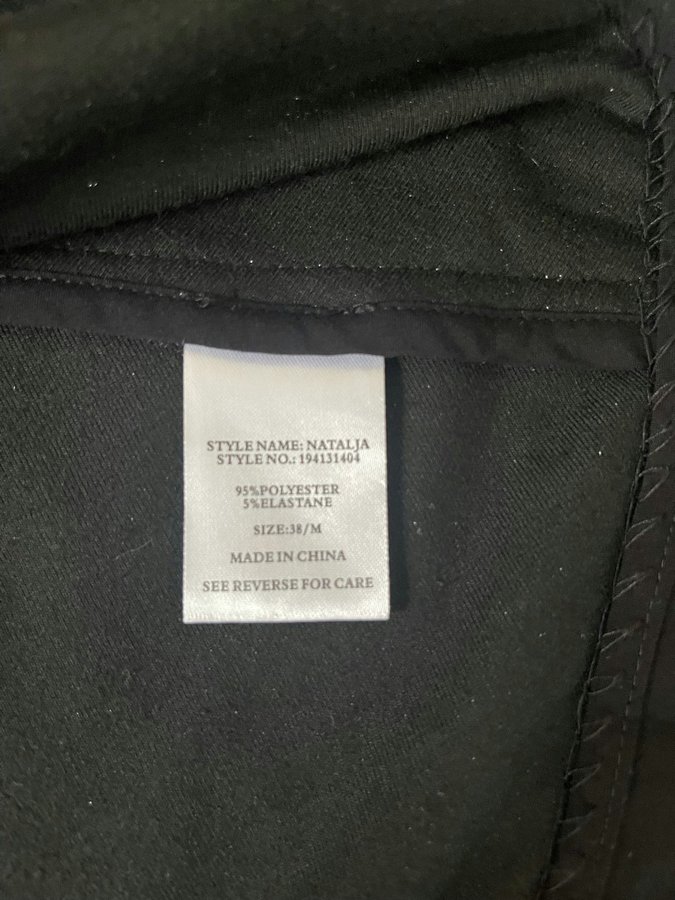 STYLE NAME: NATALJA
STYLE NO.: 194131404
95%POLYESTER
5%ELASTANE
SIZE:38/M
MADE IN CHINA
SEE REVERSE FOR CARE